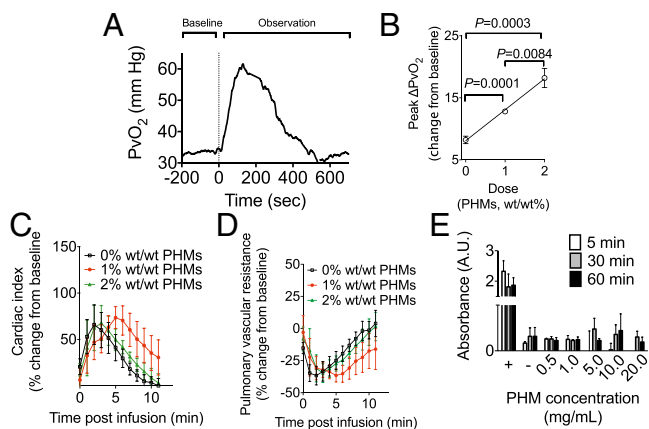 A
Baseline
Observation
PvO2 (mm Hg)
60
50
40
30
-200
0
200
400
600
Time (sec)
B
P=0.0003
P=0.0084
P=0.0001
Peak ΔPvO2
(change from baseline)
25
15
5
0
1
2
Dose
(PHMs, wt/wt%)
C
Cardiac index
(% change from baseline)
150
100
50
0% wt/wt PHMs
1% wt/wt PHMs
2% wt/wt PHMs
0
5
10
Time post infusion (min)
D
Pulmonary vascular resistance
(% change from baseline)
50
25
0
-25
-50
0% wt/wt PHMs
1% wt/wt PHMs
2% wt/wt PHMs
0
5
10
Time post infusion (min)
E
Absorbance (A.U.)
3
2
0
5 min
30 min
60 min
+
-
0.5
1.0
5.0
10.0
20.0
PHM concentration
(mg/mL)